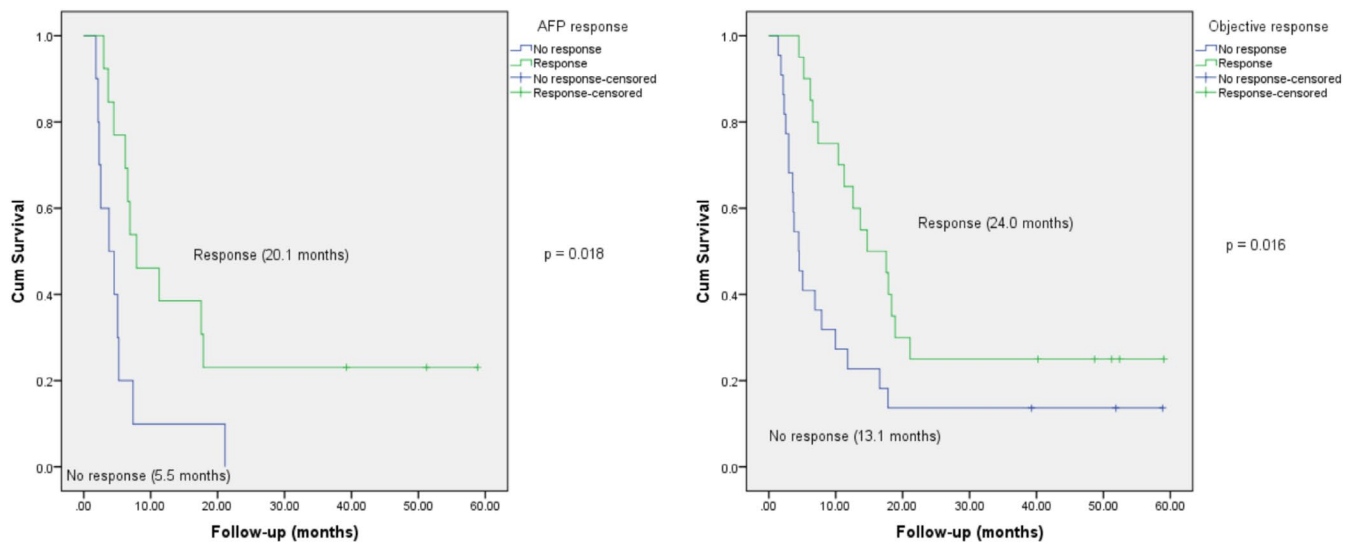 AFP response
No response
Response
No response-censored
Response-censored
1.0
0.8
0.6
0.4
0.2
0.0
Cum Survival
Response (20.1 months)
No response (5.5 months)
p = 0.018
.00 10.00 20.00 30.00 40.00 50.00 60.00
Follow-up (months)
Objective response
No response
Response
No response-censored
Response-censored
1.0
0.8
0.6
0.4
0.2
0.0
Cum Survival
Response (24.0 months)
p = 0.016
No response (13.1 months)
.00 10.00 20.00 30.00 40.00 50.00 60.00
Follow-up (months)